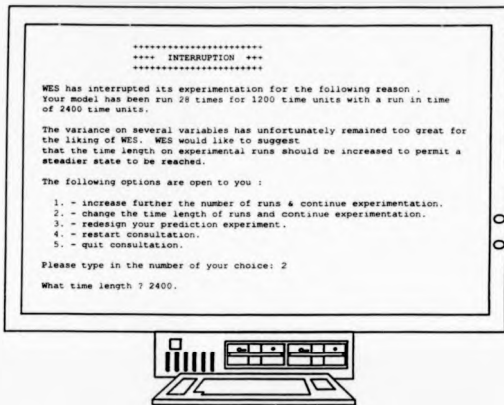 +++++++++++++++++++++++
++++ INTERRUPTION +++
+++++++++++++++++++++++
WES has interrupted its experimentation for the following reason .
Your model has been run 28 times for 1200 time units with a run in time
of 2400 time units.
The variance on several variables has unfortunately remained too great for
the liking of WES. WES would like to suggest
that the time length on experimental runs should be increased to permit a
steadier state to be reached.
The following options are open to you :
1. - increase further the number of runs & continue experimentation.
2. - change the time length of runs and continue experimentation.
3. - redesign your prediction experiment.
4. - restart consultation.
5. - quit consultation.
Please type in the number of your choice: 2
What time length ? 2400.